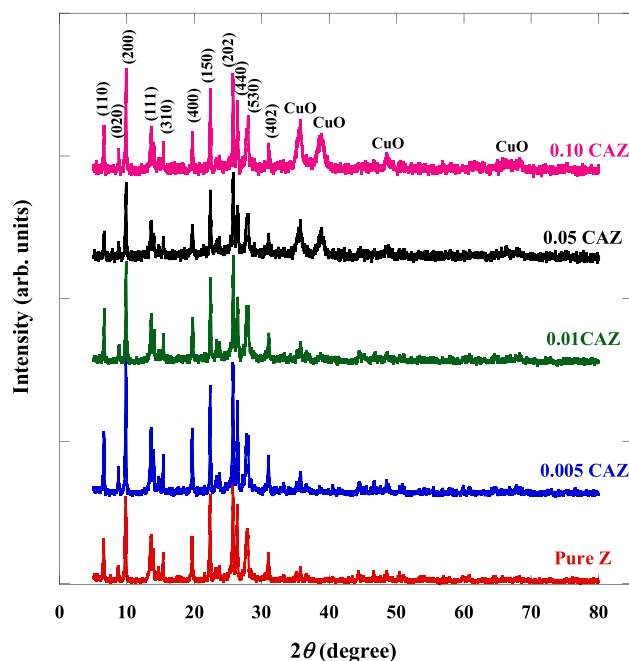 (200)
(202)
(150)
(110)
(020)
(111)
(310)
(400)
(440)
(530)
(402)
CuO
CuO
CuO
CuO
0.10 CAZ
0.05 CAZ
0.01CAZ
0.005 CAZ
Pure Z
Intensity (arb. units)
0 10 20 30 40 50 60 70 80
2θ (degree)